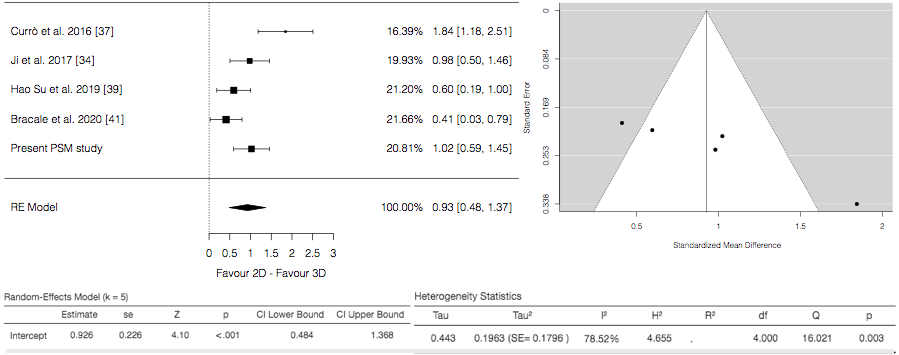 Currò et al. 2016 [37] 16.39% 1.84 [1.18, 2.51]
Ji et al. 2017 [34] 19.93% 0.98 [0.50, 1.46]
Hao Su et al. 2019 [39] 21.20% 0.60 [0.19, 1.00]
Bracale et al. 2020 [41] 21.66% 0.41 [0.03, 0.79]
Present PSM study 20.81% 1.02 [0.59, 1.45]
RE Model 100.00% 0.93 [0.48, 1.37]
0 0.5 1 1.5 2 2.5 3
Favour 2D - Favour 3D
Standard Error
0
0.084
0.169
0.253
0.338
0.5 1 1.5 2
Standardized Mean Difference
Random-Effects Model (k = 5)
Estimate se Z p CI Lower Bound CI Upper Bound
Intercept 0.926 0.226 4.10 <.001 0.484 1.368
Heterogeneity Statistics
Tau Tau² I² H² R² df Q p
0.443 0.1963 (SE= 0.1796 ) 78.52% 4.655 . 4.000 16.021 0.003